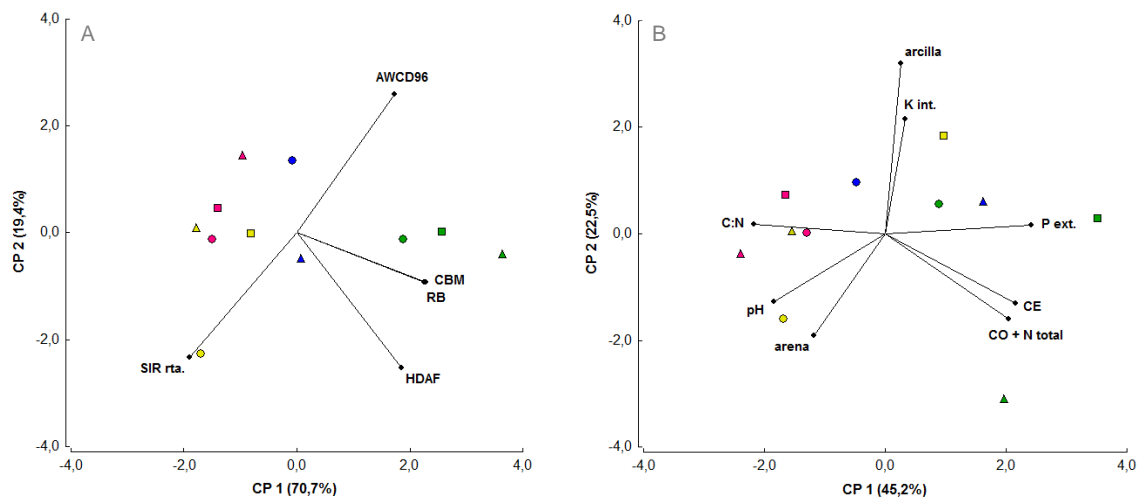 A
4,0
2,0
0,0
-2,0
-4,0
CP 2 (19,4%)
AWCD96
CBM
RB
HDAF
SIR rta.
-4,0 -2,0 0,0 2,0 4,0
CP 1 (70,7%)
B
4,0
2,0
0,0
-2,0
-4,0
CP 2 (22,5%)
arcilla
K int.
C:N
P ext.
pH
CE
CO + N total
arena
-4,0 -2,0 0,0 2,0 4,0
CP 1 (45,2%)